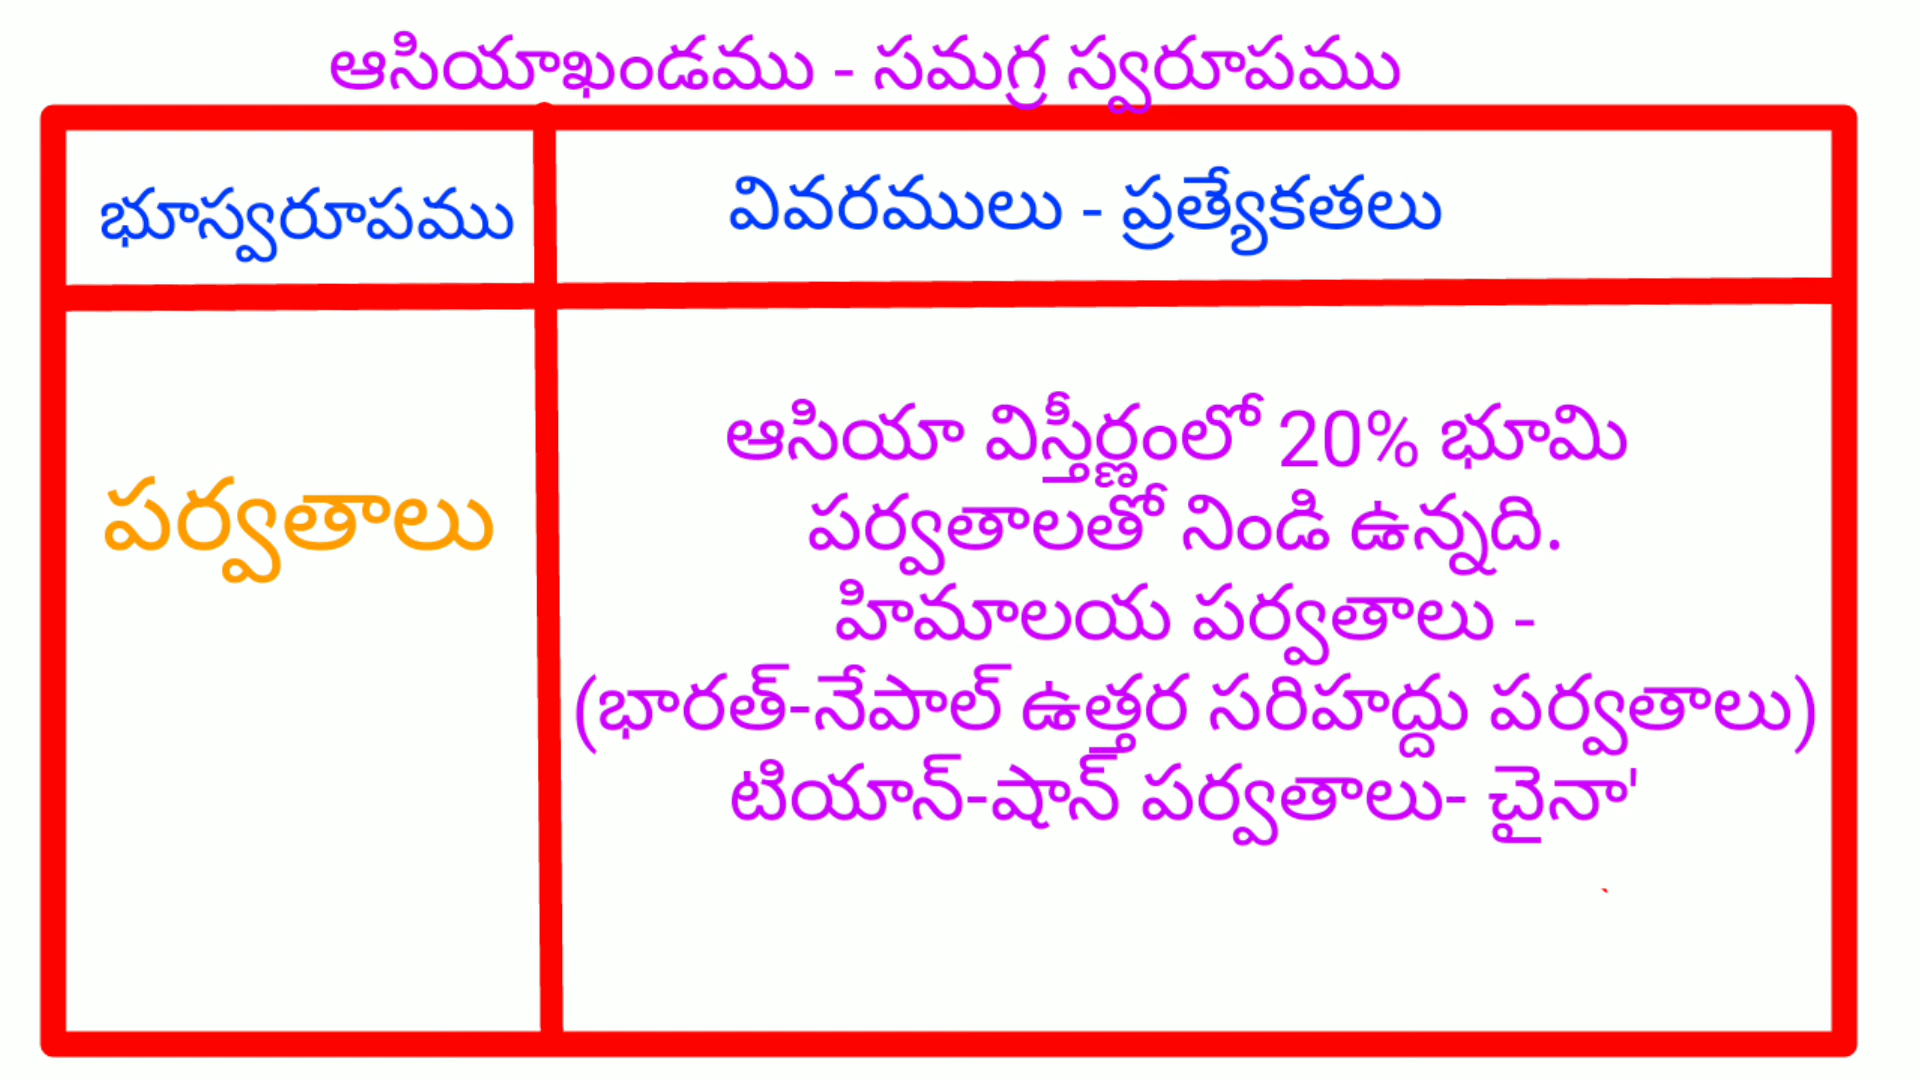 ఆసియాఖండము - సమగ్ర స్వరూపము
భూస్వరూపము
వివరములు - ప్రత్యేకతలు
పర్వతాలు
ఆసియా విస్తీర్ణంలో 20% భూమి
పర్వతాలతో నిండి ఉన్నది.
హిమాలయ పర్వతాలు -
(భారత్-నేపాల్ ఉత్తర సరిహద్దు పర్వతాలు)
టియాన్-షాన్ పర్వతాలు- చైనా'